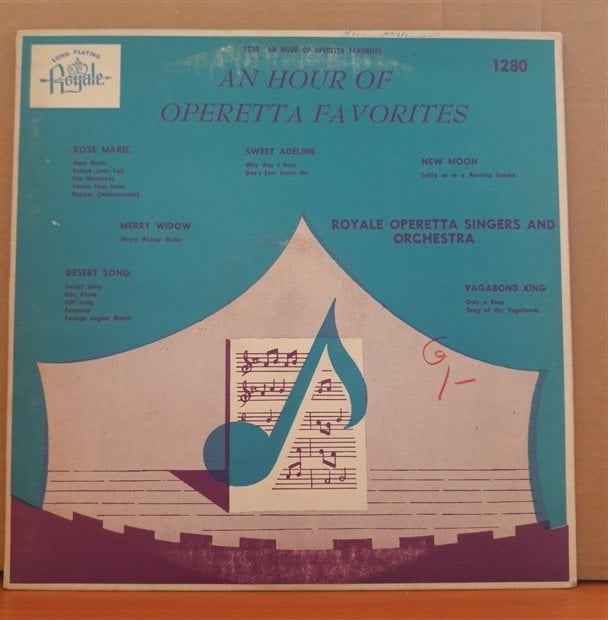 LONG PLAYING
Royale
1280 AN HOUR OF OPERETTA FAVORITES
1280
AN HOUR OF
OPERETTA FAVORITES
ROSE MARIE
Rose Marie
Indian Love Call
The Mounties
Totem Tom Toms
Reprise (Instrumental)
SWEET ADELINE
Why Was I Born
Don't Ever Leave Me
NEW MOON
Softly as in a Morning Sunrise
MERRY WIDOW
Merry Widow Waltz
ROYALE OPERETTA SINGERS AND
ORCHESTRA
DESERT SONG
Desert Song
One Alone
Riff Song
Romance
Foriegn Legion March
VAGABOND KING
Only a Rose
Song of the Vagabonds
G/-